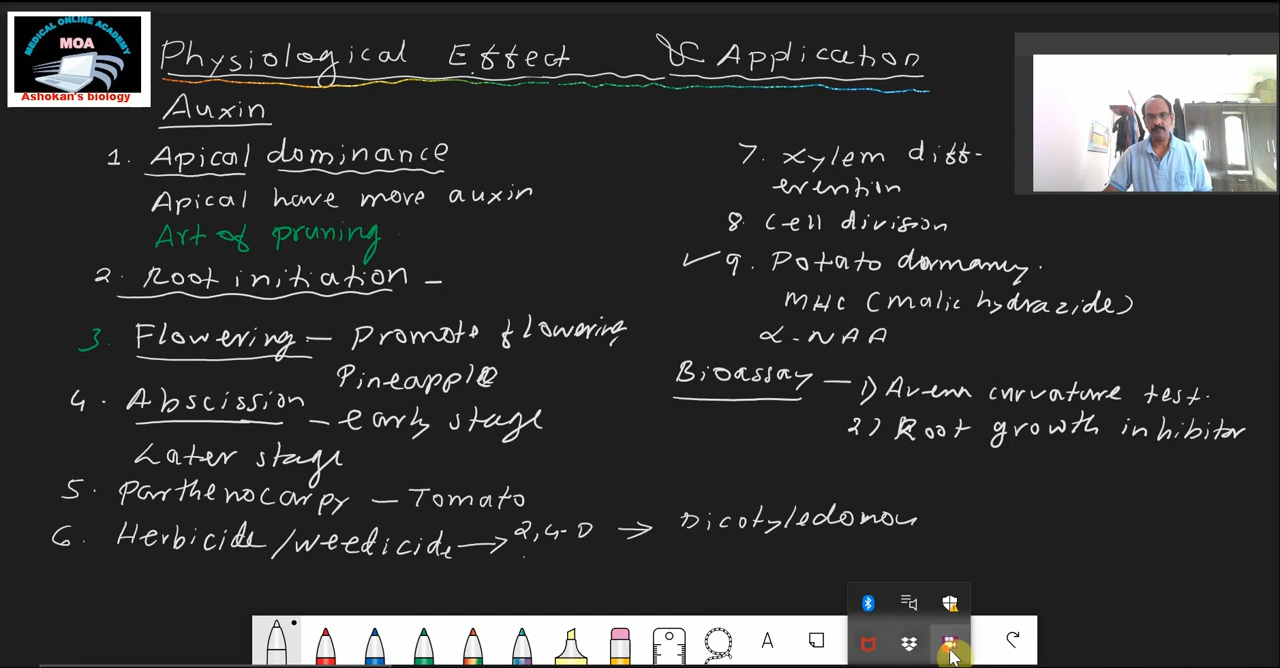 MEDICAL ONLINE ACADEMY
MOA
Ashokan's biology
Physiological Effect & Application
Auxin
1. Apical dominance
Apical have more auxin
Art of pruning
2. Root initiation -
3. Flowering - Promote flowering
Pineapple
4. Abscission - early stage
Later stage
5. Parthenocarpy - Tomato
6. Herbicide/weedicide → 2,4-D → Dicotyledonou
7. Xylem diff-
erention
8. Cell division
✓ 9. Potato dormancy.
MHC (Malic hydrazide)
α-NAA
Bioassay - 1) Avena curvature test.
2) Root growth inhibitor
A